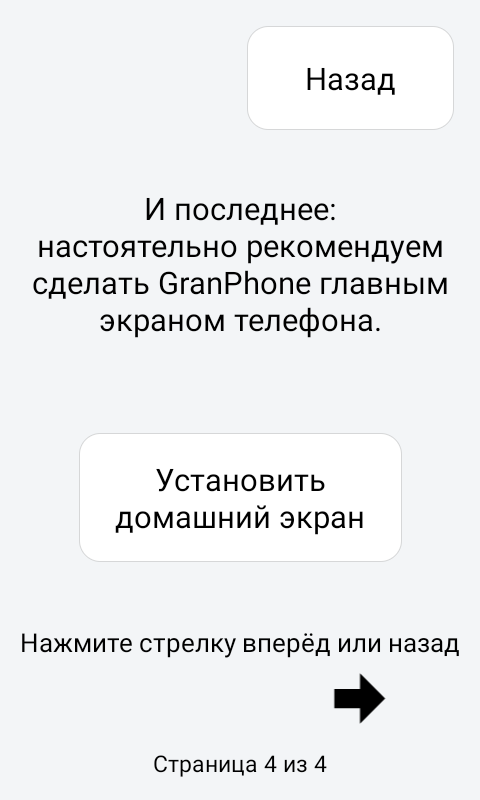 Назад
И последнее:
настоятельно рекомендуем
сделать GranPhone главным
экраном телефона.
Установить
домашний экран
Нажмите стрелку вперёд или назад
Страница 4 из 4